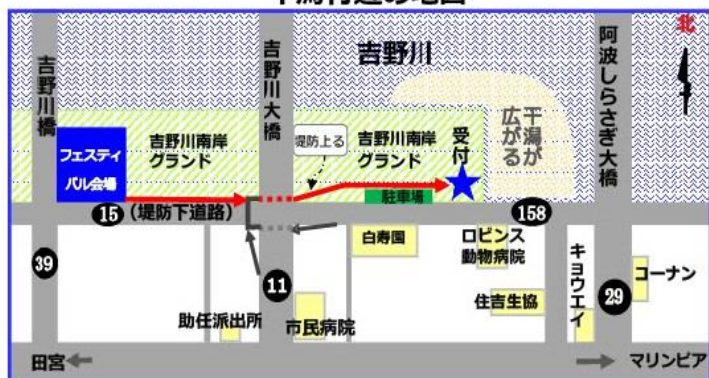 北
吉野川橋
吉野川大橋
吉野川
阿波しらさぎ大橋
フェスティ
バル会場
吉野川南岸
グランド
堤防上る
吉野川南岸
グランド
受付
干潟が
広がる
駐車場
15
(堤防下道路)
158
39
11
白寿園
ロビンス
動物病院
キョウエイ
29
コーナン
助任派出所
市民病院
住吉生協
田宮
マリンピア